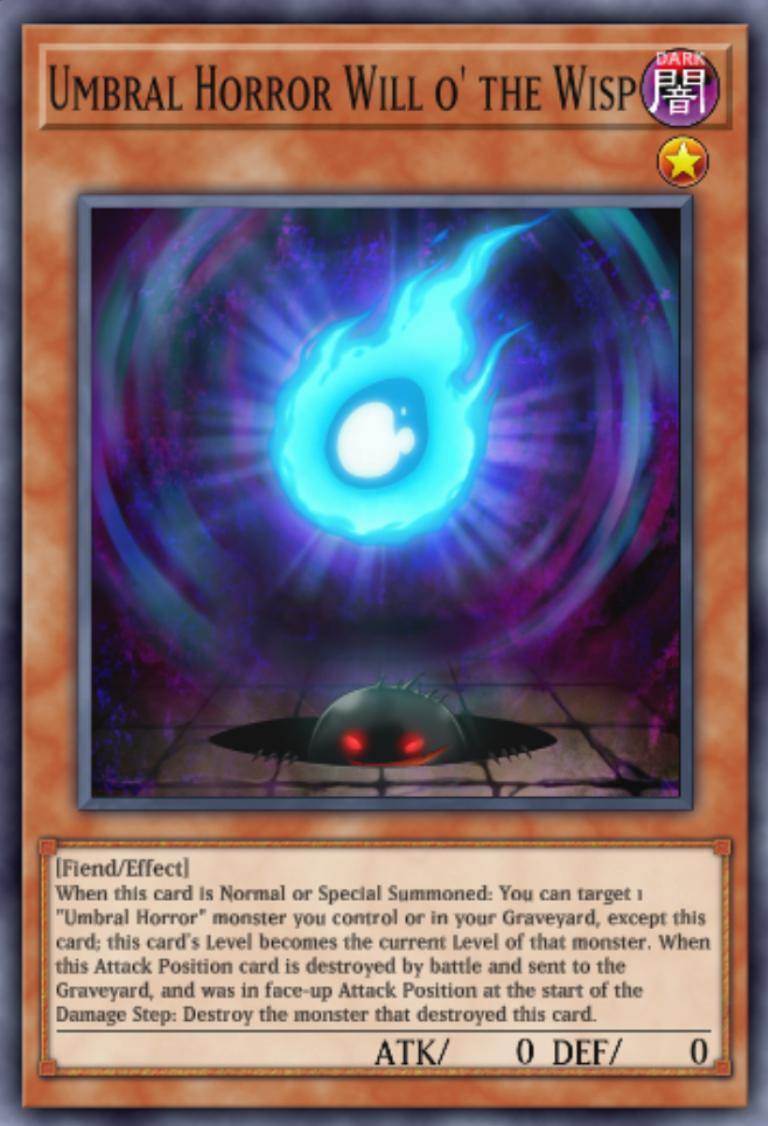 UMBRAL HORROR WILL O' THE WISP
DARK
闇
[Fiend/Effect]
When this card is Normal or Special Summoned: You can target 1
"Umbral Horror" monster you control or in your Graveyard, except this
card; this card's Level becomes the current Level of that monster. When
this Attack Position card is destroyed by battle and sent to the
Graveyard, and was in face-up Attack Position at the start of the
Damage Step: Destroy the monster that destroyed this card.
ATK/ 0 DEF/ 0